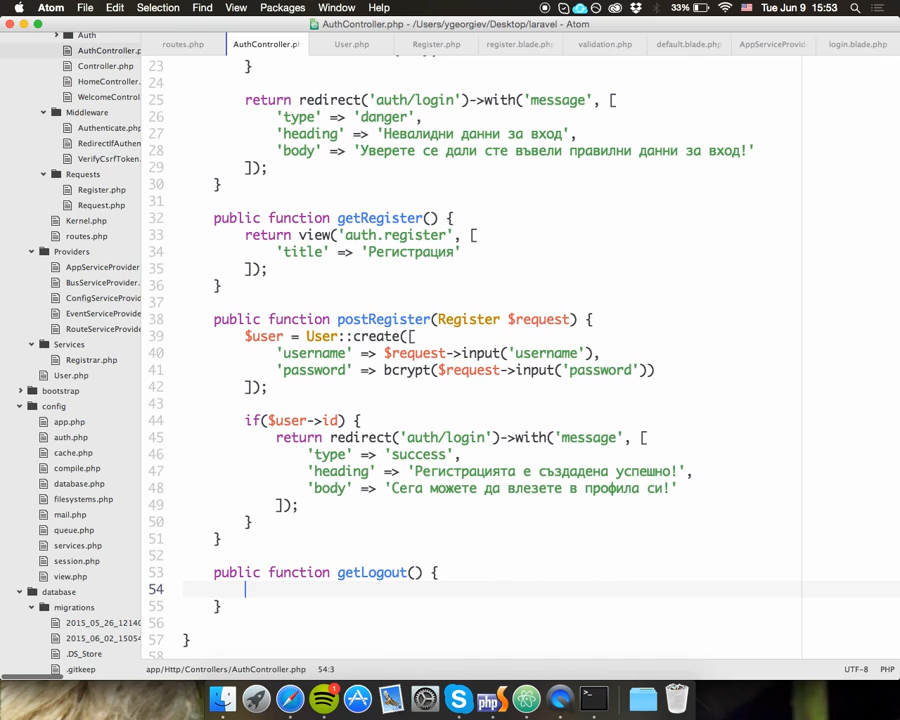 Atom File Edit View Selection Find Packages Window Help 33% Tue Jun 9 15:53
AuthController.php - /Users/ygeorgiev/Desktop/laravel - Atom
routes.php AuthController.php User.php Register.php register.blade.php validation.php default.blade.php AppServiceProvid login.blade.php
Auth
AuthController.p
Controller.php
HomeController.
WelcomeControl
Middleware
Authenticate.php
RedirectIfAuthen
VerifyCsrfToken.
Requests
Register.php
Request.php
Kernel.php
routes.php
Providers
AppServiceProvider
BusServiceProvider.
ConfigServiceProvid
EventServiceProvide
RouteServiceProvide
Services
Registrar.php
User.php
bootstrap
config
app.php
auth.php
cache.php
compile.php
database.php
filesystems.php
mail.php
queue.php
services.php
session.php
view.php
database
migrations
2015_05_26_12140
2015_06_02_15054
.DS_Store
.gitkeep
23 }
24
25 return redirect('auth/login')->with('message', [
26 'type' => 'danger',
27 'heading' => 'Невалидни данни за вход',
28 'body' => 'Уверете се дали сте въвели правилни данни за вход!'
29 ]);
30 }
31
32 public function getRegister() {
33 return view('auth.register', [
34 'title' => 'Регистрация'
35 ]);
36 }
37
38 public function postRegister(Register $request) {
39 $user = User::create([
40 'username' => $request->input('username'),
41 'password' => bcrypt($request->input('password'))
42 ]);
43
44 if($user->id) {
45 return redirect('auth/login')->with('message', [
46 'type' => 'success',
47 'heading' => 'Регистрацията е създадена успешно!',
48 'body' => 'Сега можете да влезете в профила си!'
49 ]);
50 }
51 }
52
53 public function getLogout() {
54
55 }
56
57 }
58
app/Http/Controllers/AuthController.php 54:3 UTF-8 PHP
1
php